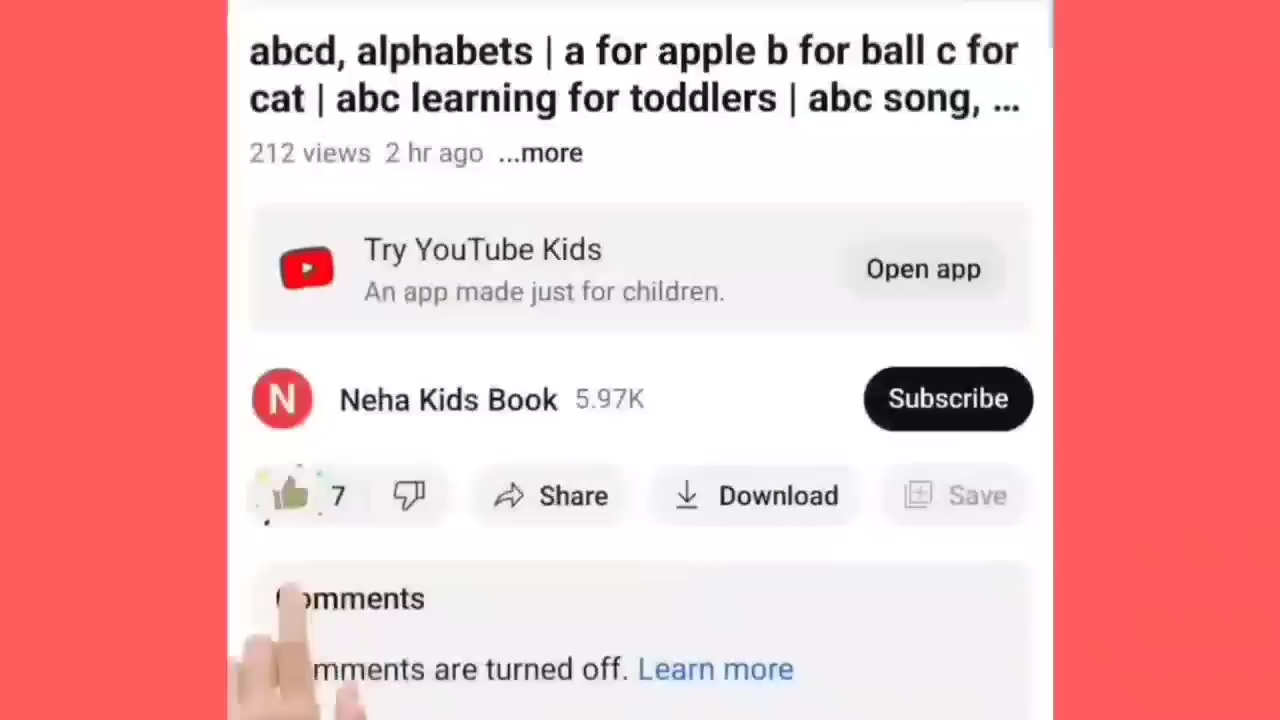 abcd, alphabets | a for apple b for ball c for
cat | abc learning for toddlers | abc song, ...
212 views 2 hr ago ...more
Try YouTube Kids
An app made just for children.
Open app
N
Neha Kids Book 5.97K
Subscribe
7
Share
Download
Save
omments
mments are turned off. Learn more